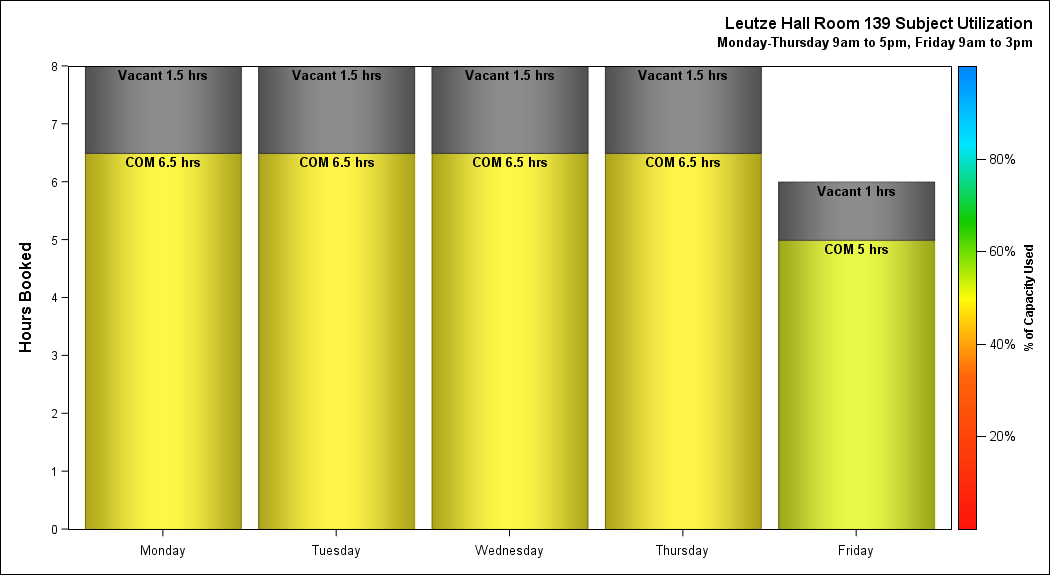 Leutze Hall Room 139 Subject Utilization
Monday-Thursday 9am to 5pm, Friday 9am to 3pm
Hours Booked
8
7
6
5
4
3
2
1
0
Vacant 1.5 hrs
COM 6.5 hrs
Vacant 1.5 hrs
COM 6.5 hrs
Vacant 1.5 hrs
COM 6.5 hrs
Vacant 1.5 hrs
COM 6.5 hrs
Vacant 1 hrs
COM 5 hrs
Monday
Tuesday
Wednesday
Thursday
Friday
80%
60%
40%
20%
% of Capacity Used